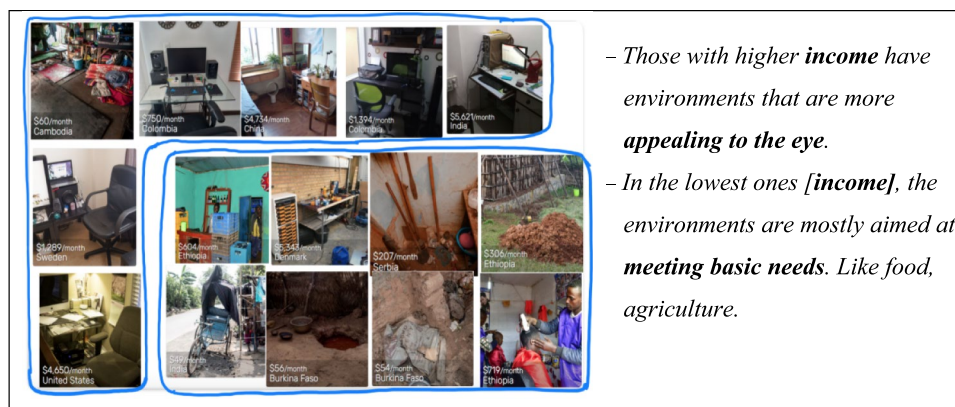 $60/month
Cambodia
$750/month
Colombia
$4,734/month
China
$1,394/month
Colombia
$5,621/month
India
$1,289/month
Sweden
$604/month
Ethiopia
$5,343/month
Denmark
$207/month
Serbia
$306/month
Ethiopia
$4,650/month
United States
$49/month
India
$56/month
Burkina Faso
$54/month
Burkina Faso
$719/month
Ethiopia
– Those with higher income have
environments that are more
appealing to the eye.
– In the lowest ones [income], the
environments are mostly aimed at
meeting basic needs. Like food,
agriculture.